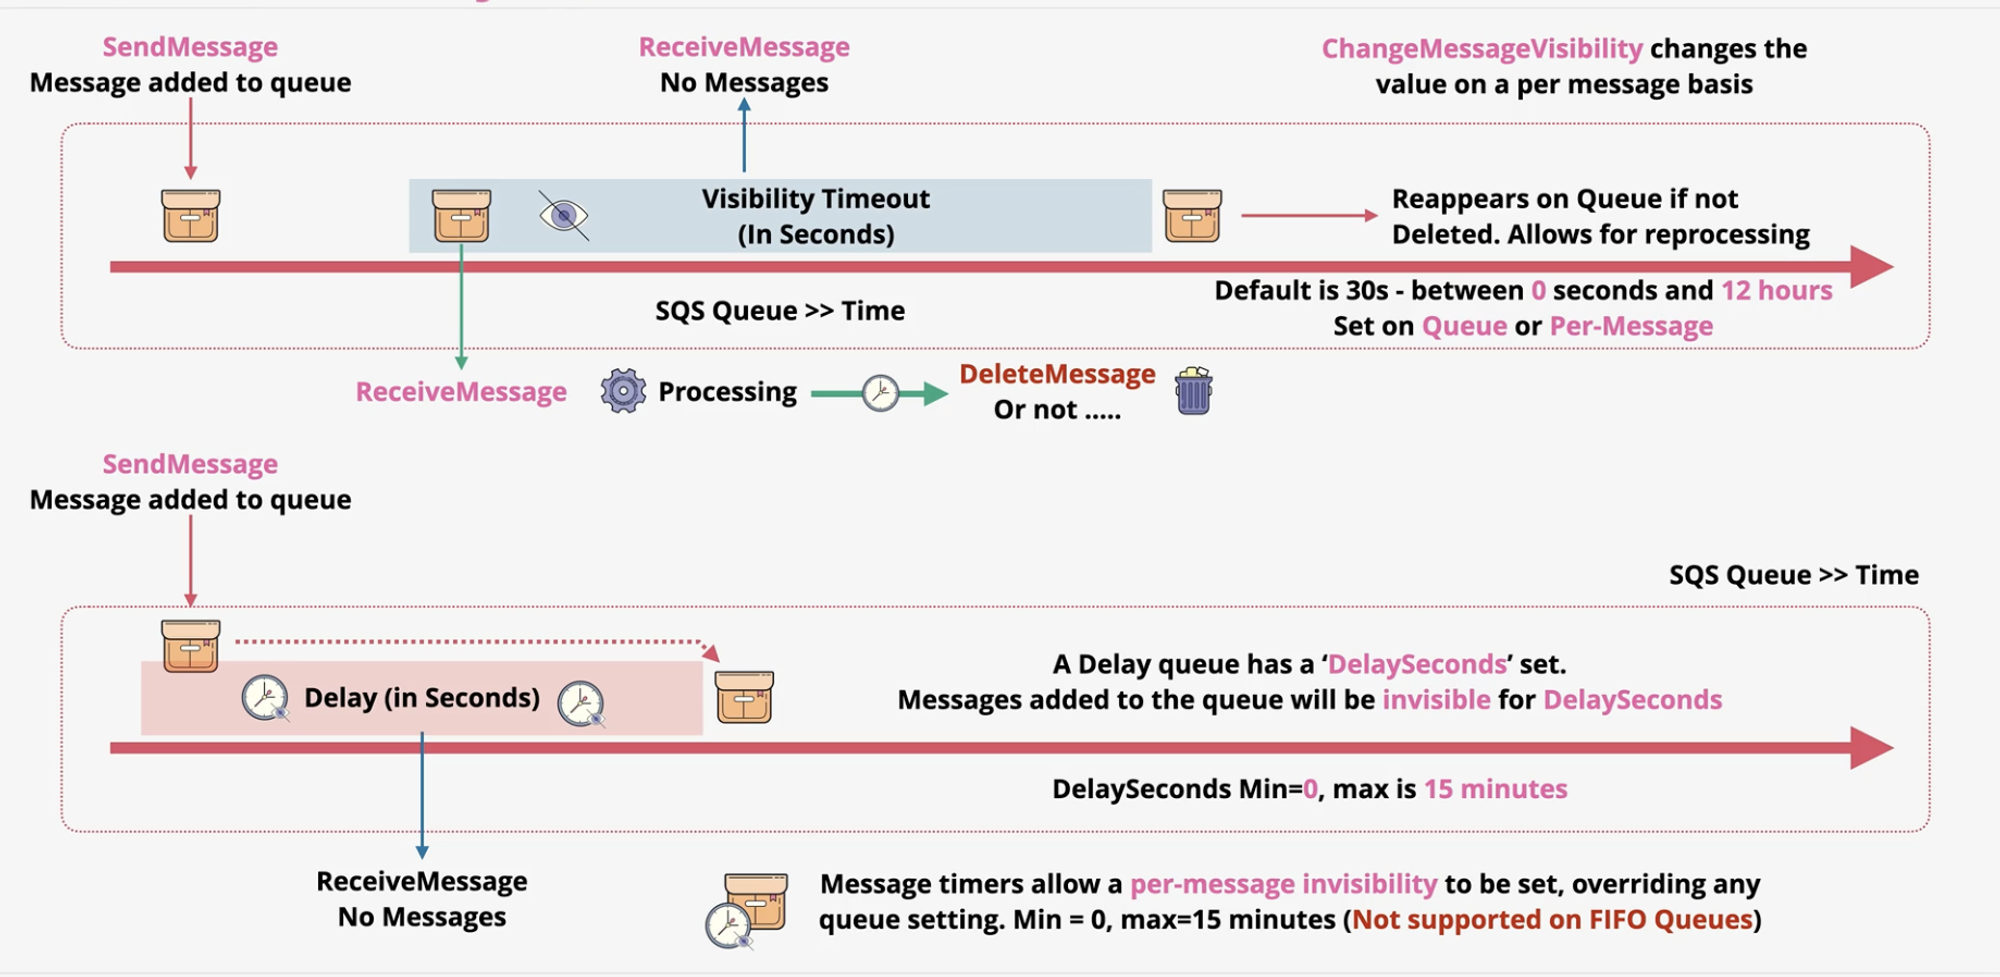 SendMessage
Message added to queue
ReceiveMessage
No Messages
ChangeMessageVisibility changes the
value on a per message basis
Visibility Timeout
(In Seconds)
Reappears on Queue if not
Deleted. Allows for reprocessing
SQS Queue >> Time
Default is 30s - between 0 seconds and 12 hours
Set on Queue or Per-Message
ReceiveMessage
Processing
DeleteMessage
Or not .....
SendMessage
Message added to queue
SQS Queue >> Time
Delay (in Seconds)
A Delay queue has a ‘DelaySeconds’ set.
Messages added to the queue will be invisible for DelaySeconds
DelaySeconds Min=0, max is 15 minutes
ReceiveMessage
No Messages
Message timers allow a per-message invisibility to be set, overriding any
queue setting. Min = 0, max=15 minutes (Not supported on FIFO Queues)